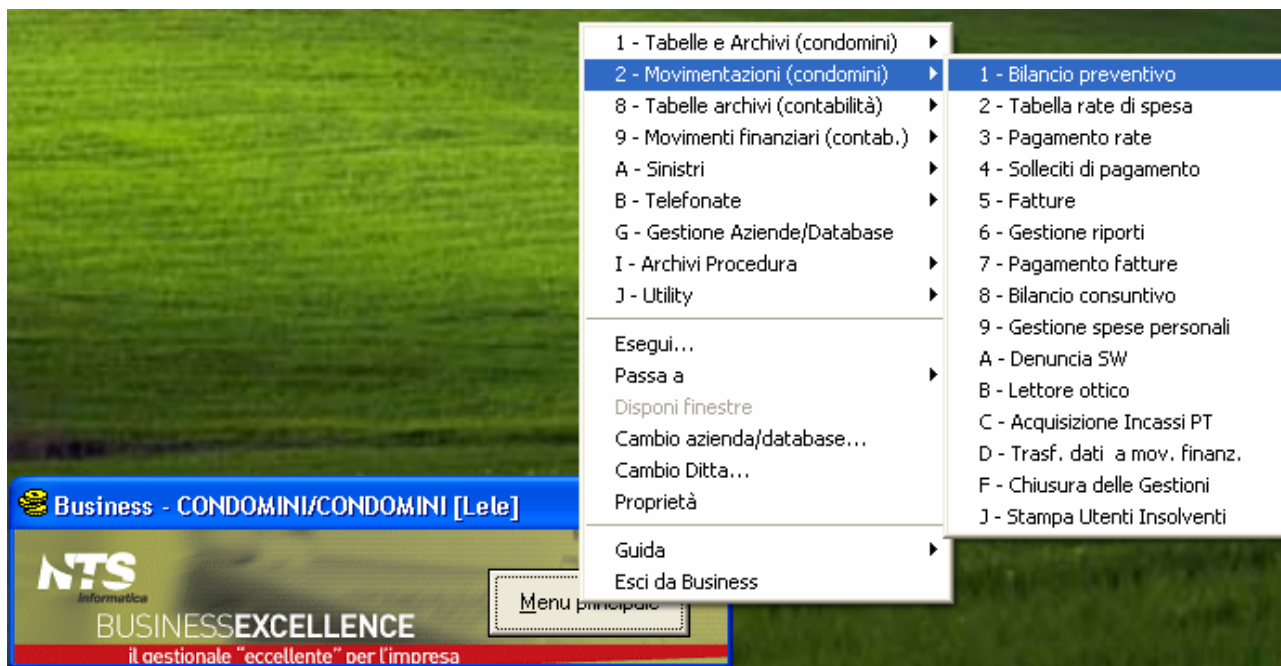 1 - Tabelle e Archivi (condomini)
2 - Movimentazioni (condomini)
8 - Tabelle archivi (contabilità)
9 - Movimenti finanziari (contab.)
A - Sinistri
B - Telefonate
G - Gestione Aziende/Database
I - Archivi Procedura
J - Utility
Esegui...
Passa a
Disponi finestre
Cambio azienda/database...
Cambio Ditta...
Proprietà
Guida
Esci da Business
1 - Bilancio preventivo
2 - Tabella rate di spesa
3 - Pagamento rate
4 - Solleciti di pagamento
5 - Fatture
6 - Gestione riporti
7 - Pagamento fatture
8 - Bilancio consuntivo
9 - Gestione spese personali
A - Denuncia SW
B - Lettore ottico
C - Acquisizione Incassi PT
D - Trasf. dati a mov. finanz.
F - Chiusura delle Gestioni
J - Stampa Utenti Insolventi
Business - CONDOMINI/CONDOMINI [Lele]
NTS
informatica
BUSINESSEXCELLENCE
il gestionale "eccellente" per l'impresa
Menu principale